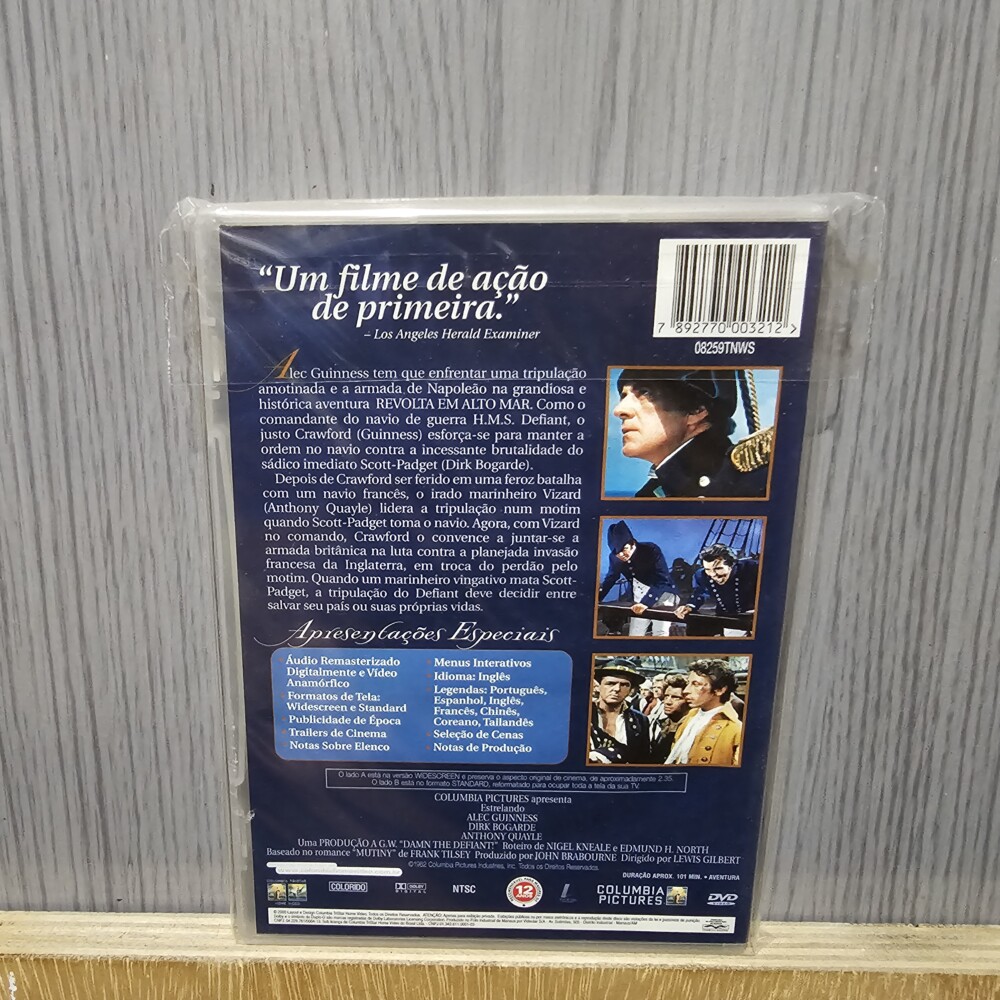 “Um filme de ação
de primeira.”
– Los Angeles Herald Examiner
7 892770 003212 >
08259TNWS
Alec Guinness tem que enfrentar uma tripulação
amotinada e a armada de Napoleão na grandiosa e
histórica aventura REVOLTA EM ALTO MAR. Como o
comandante do navio de guerra H.M.S. Defiant, o
justo Crawford (Guinness) esforça-se para manter a
ordem no navio contra a incessante brutalidade do
sádico imediato Scott-Padget (Dirk Bogarde).
Depois de Crawford ser ferido em uma feroz batalha
com um navio francês, o irado marinheiro Vizard
(Anthony Quayle) lidera a tripulação num motim
quando Scott-Padget toma o navio. Agora, com Vizard
no comando, Crawford o convence a juntar-se a
armada britânica na luta contra a planejada invasão
francesa da Inglaterra, em troca do perdão pelo
motim. Quando um marinheiro vingativo mata Scott-
Padget, a tripulação do Defiant deve decidir entre
salvar seu país ou suas próprias vidas.
Apresentações Especiais
Áudio Remasterizado
Digitalmente e Vídeo
Anamórfico
Formatos de Tela:
Widescreen e Standard
Publicidade de Época
Trailers de Cinema
Notas Sobre Elenco
Menus Interativos
Idioma: Inglês
Legendas: Português,
Espanhol, Inglês,
Francês, Chinês,
Coreano, Tailandês
Seleção de Cenas
Notas de Produção
O lado A está na versão WIDESCREEN e preserva o aspecto original de cinema, de aproximadamente 2.35.
O lado B está no formato STANDARD, reformatado para ocupar toda a tela da sua TV.
COLUMBIA PICTURES apresenta
Estrelando
ALEC GUINNESS
DIRK BOGARDE
ANTHONY QUAYLE
Uma PRODUÇÃO A G.W. "DAMN THE DEFIANT!" Roteiro de NIGEL KNEALE e EDMUND H. NORTH
Baseado no romance "MUTINY" de FRANK TILSEY Produzido por JOHN BRABOURNE Dirigido por LEWIS GILBERT
©1962 Columbia Pictures Industries, Inc. Todos os Direitos Reservados.
DURAÇÃO APROX. 101 MIN. • AVENTURA
COLORIDO
DOLBY
DIGITAL
NTSC
12
ANOS
COLUMBIA
PICTURES
DVD
VIDEO